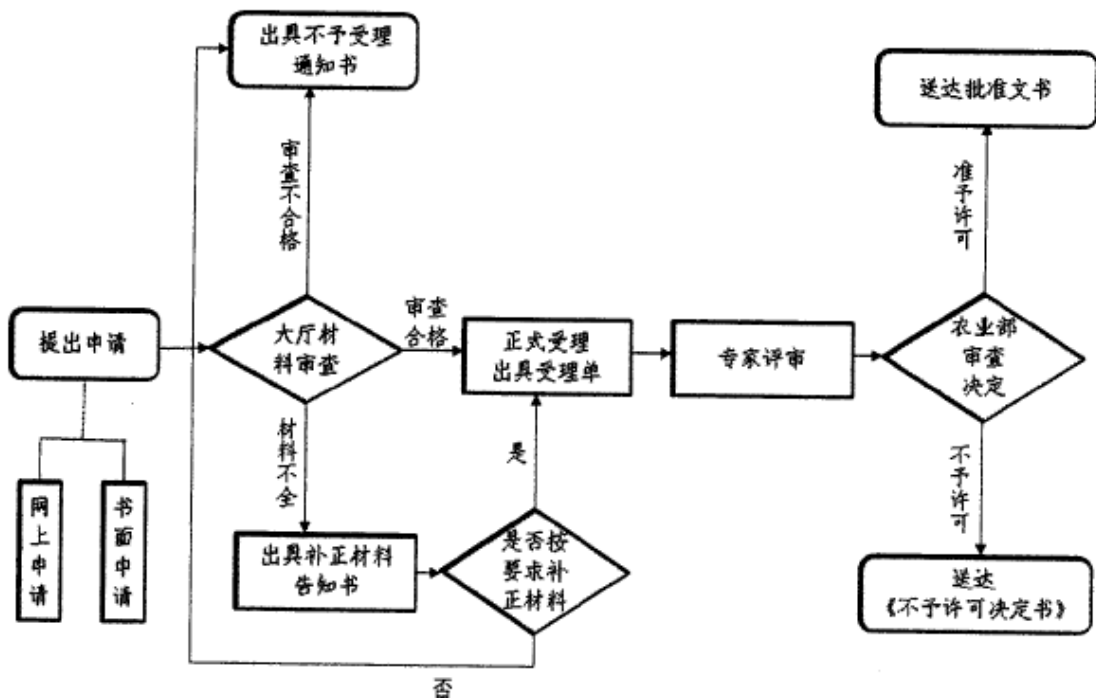 出具不予受理
通知书
送达批准文书
审查不合格
准予许可
提出申请
大厅材
料审查
审查
合格
正式受理
出具受理单
专家评审
农业部
审查
决定
材料不全
是
不予许可
网上申请
书面申请
出具补正材料
告知书
是否按
要求补
正材料
送达
《不予许可决定书》
否